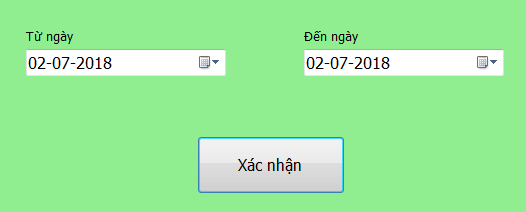 Từ ngày
Đến ngày
02-07-2018
02-07-2018
Xác nhận